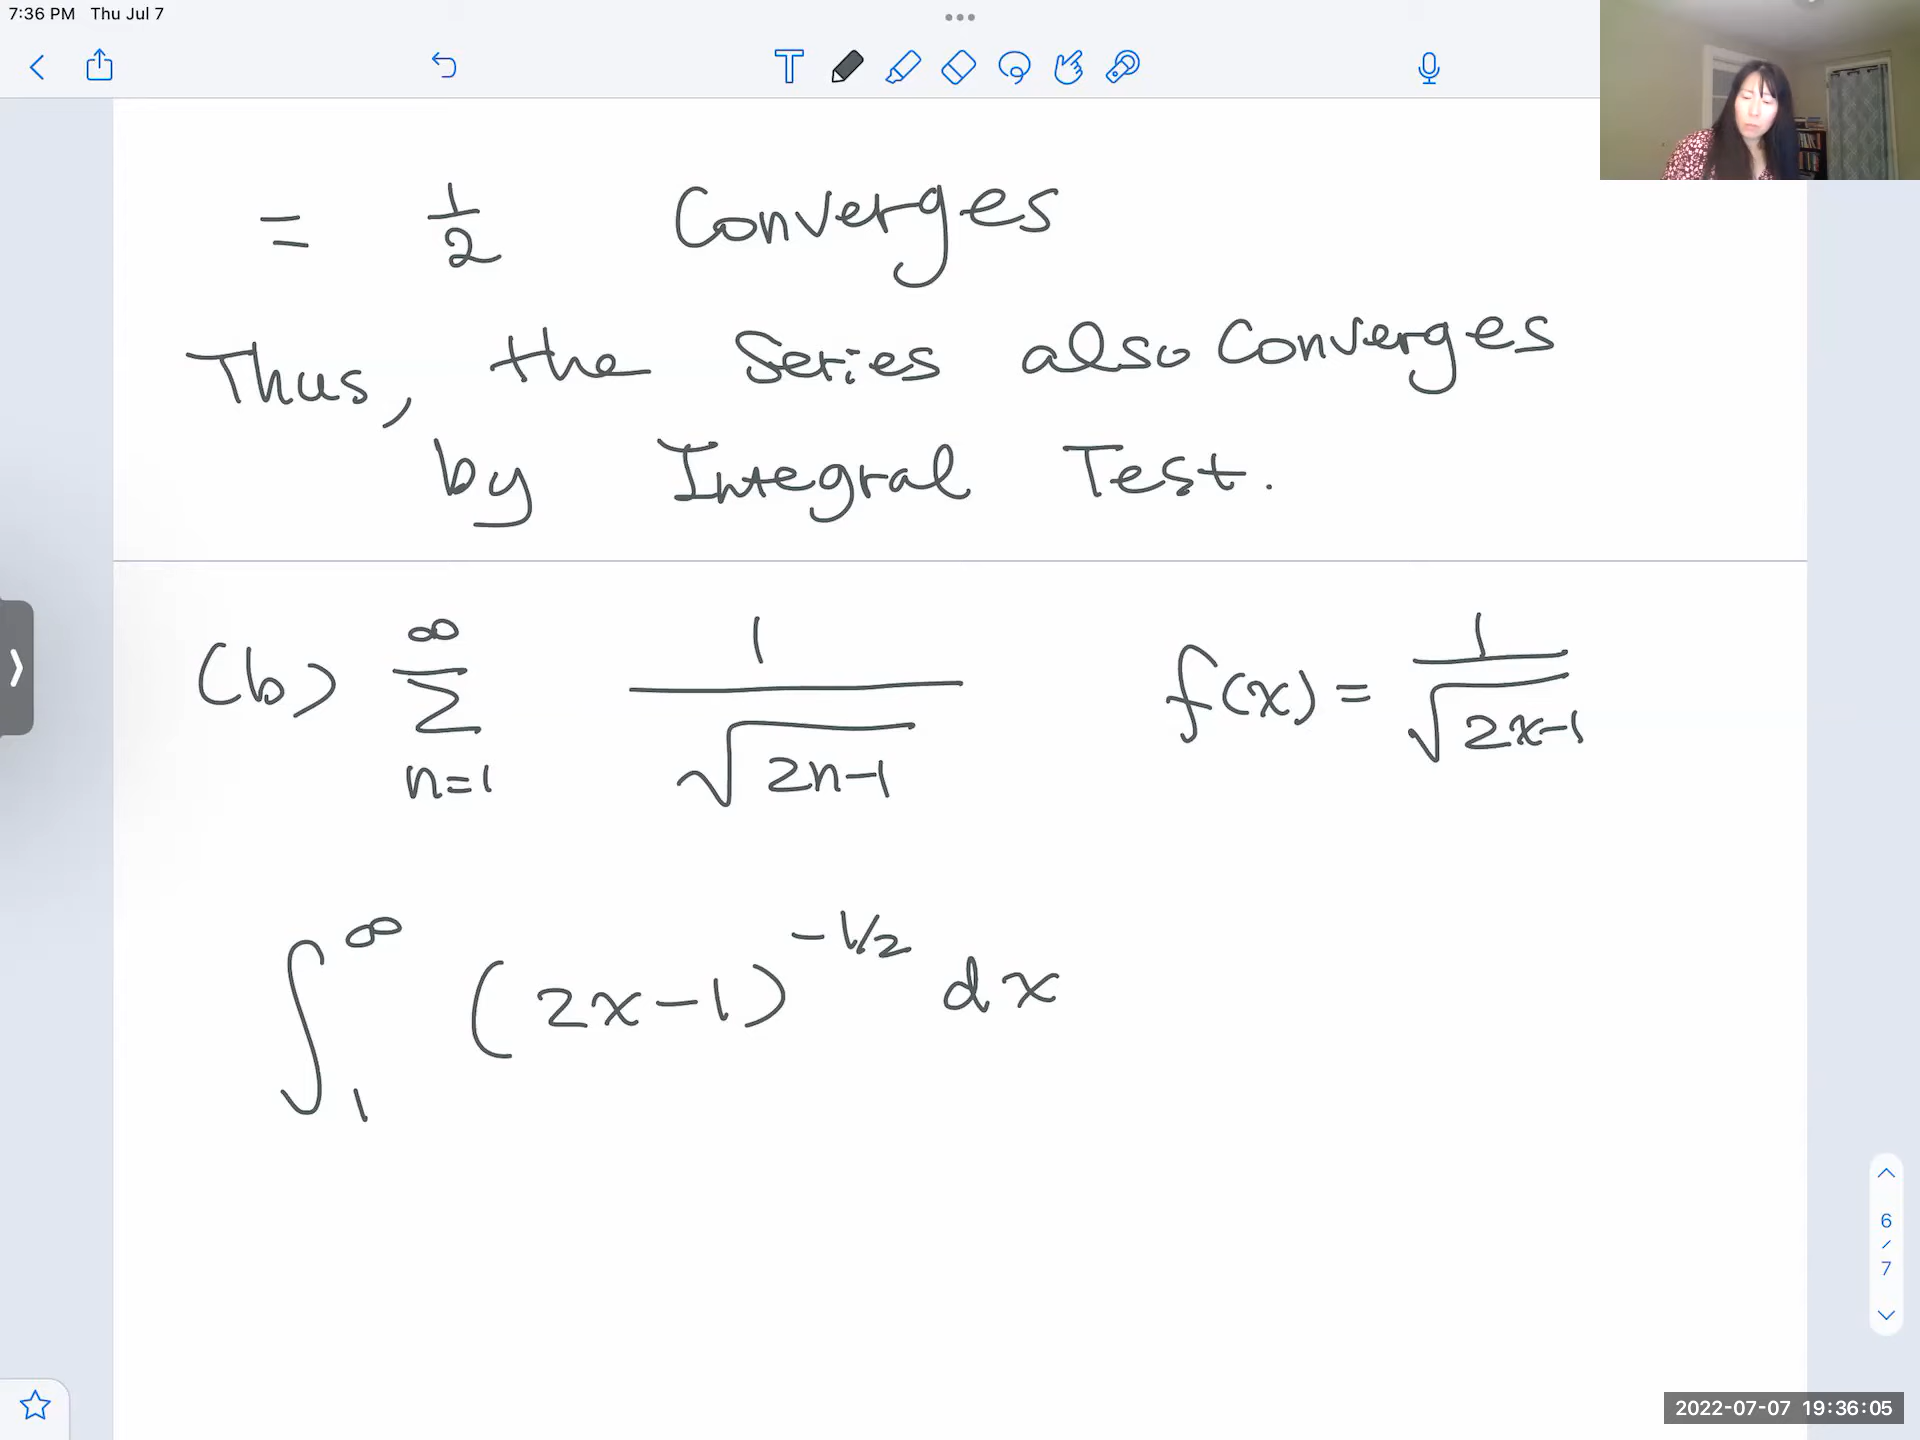 7:36 PM Thu Jul 7
= 1/2 Converges
Thus, the Series also Converges
by Integral Test.
(b) ∑_{n=1}^{∞} 1/√(2n-1) f(x) = 1/√(2x-1)
∫_1^∞ (2x-1)^{-1/2} dx
6 / 7
2022-07-07 19:36:05